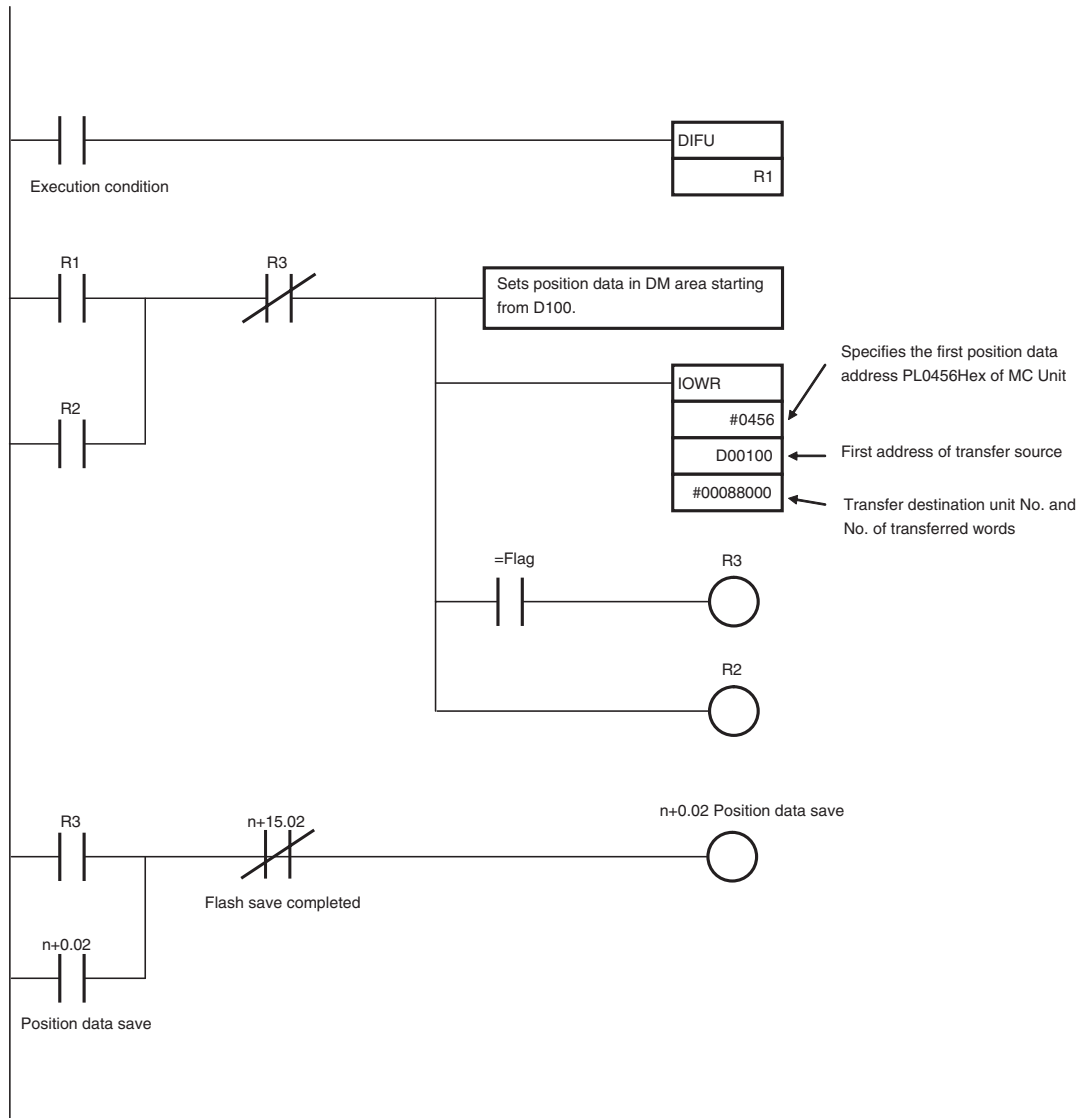 DIFU
R1
Execution condition
R1
R3
Sets position data in DM area starting
from D100.
Specifies the first position data
address PL0456Hex of MC Unit
IOWR
#0456
R2
D00100
First address of transfer source
#00088000
Transfer destination unit No. and
No. of transferred words
=Flag
R3
R2
n+0.02 Position data save
R3
n+15.02
Flash save completed
n+0.02
Position data save